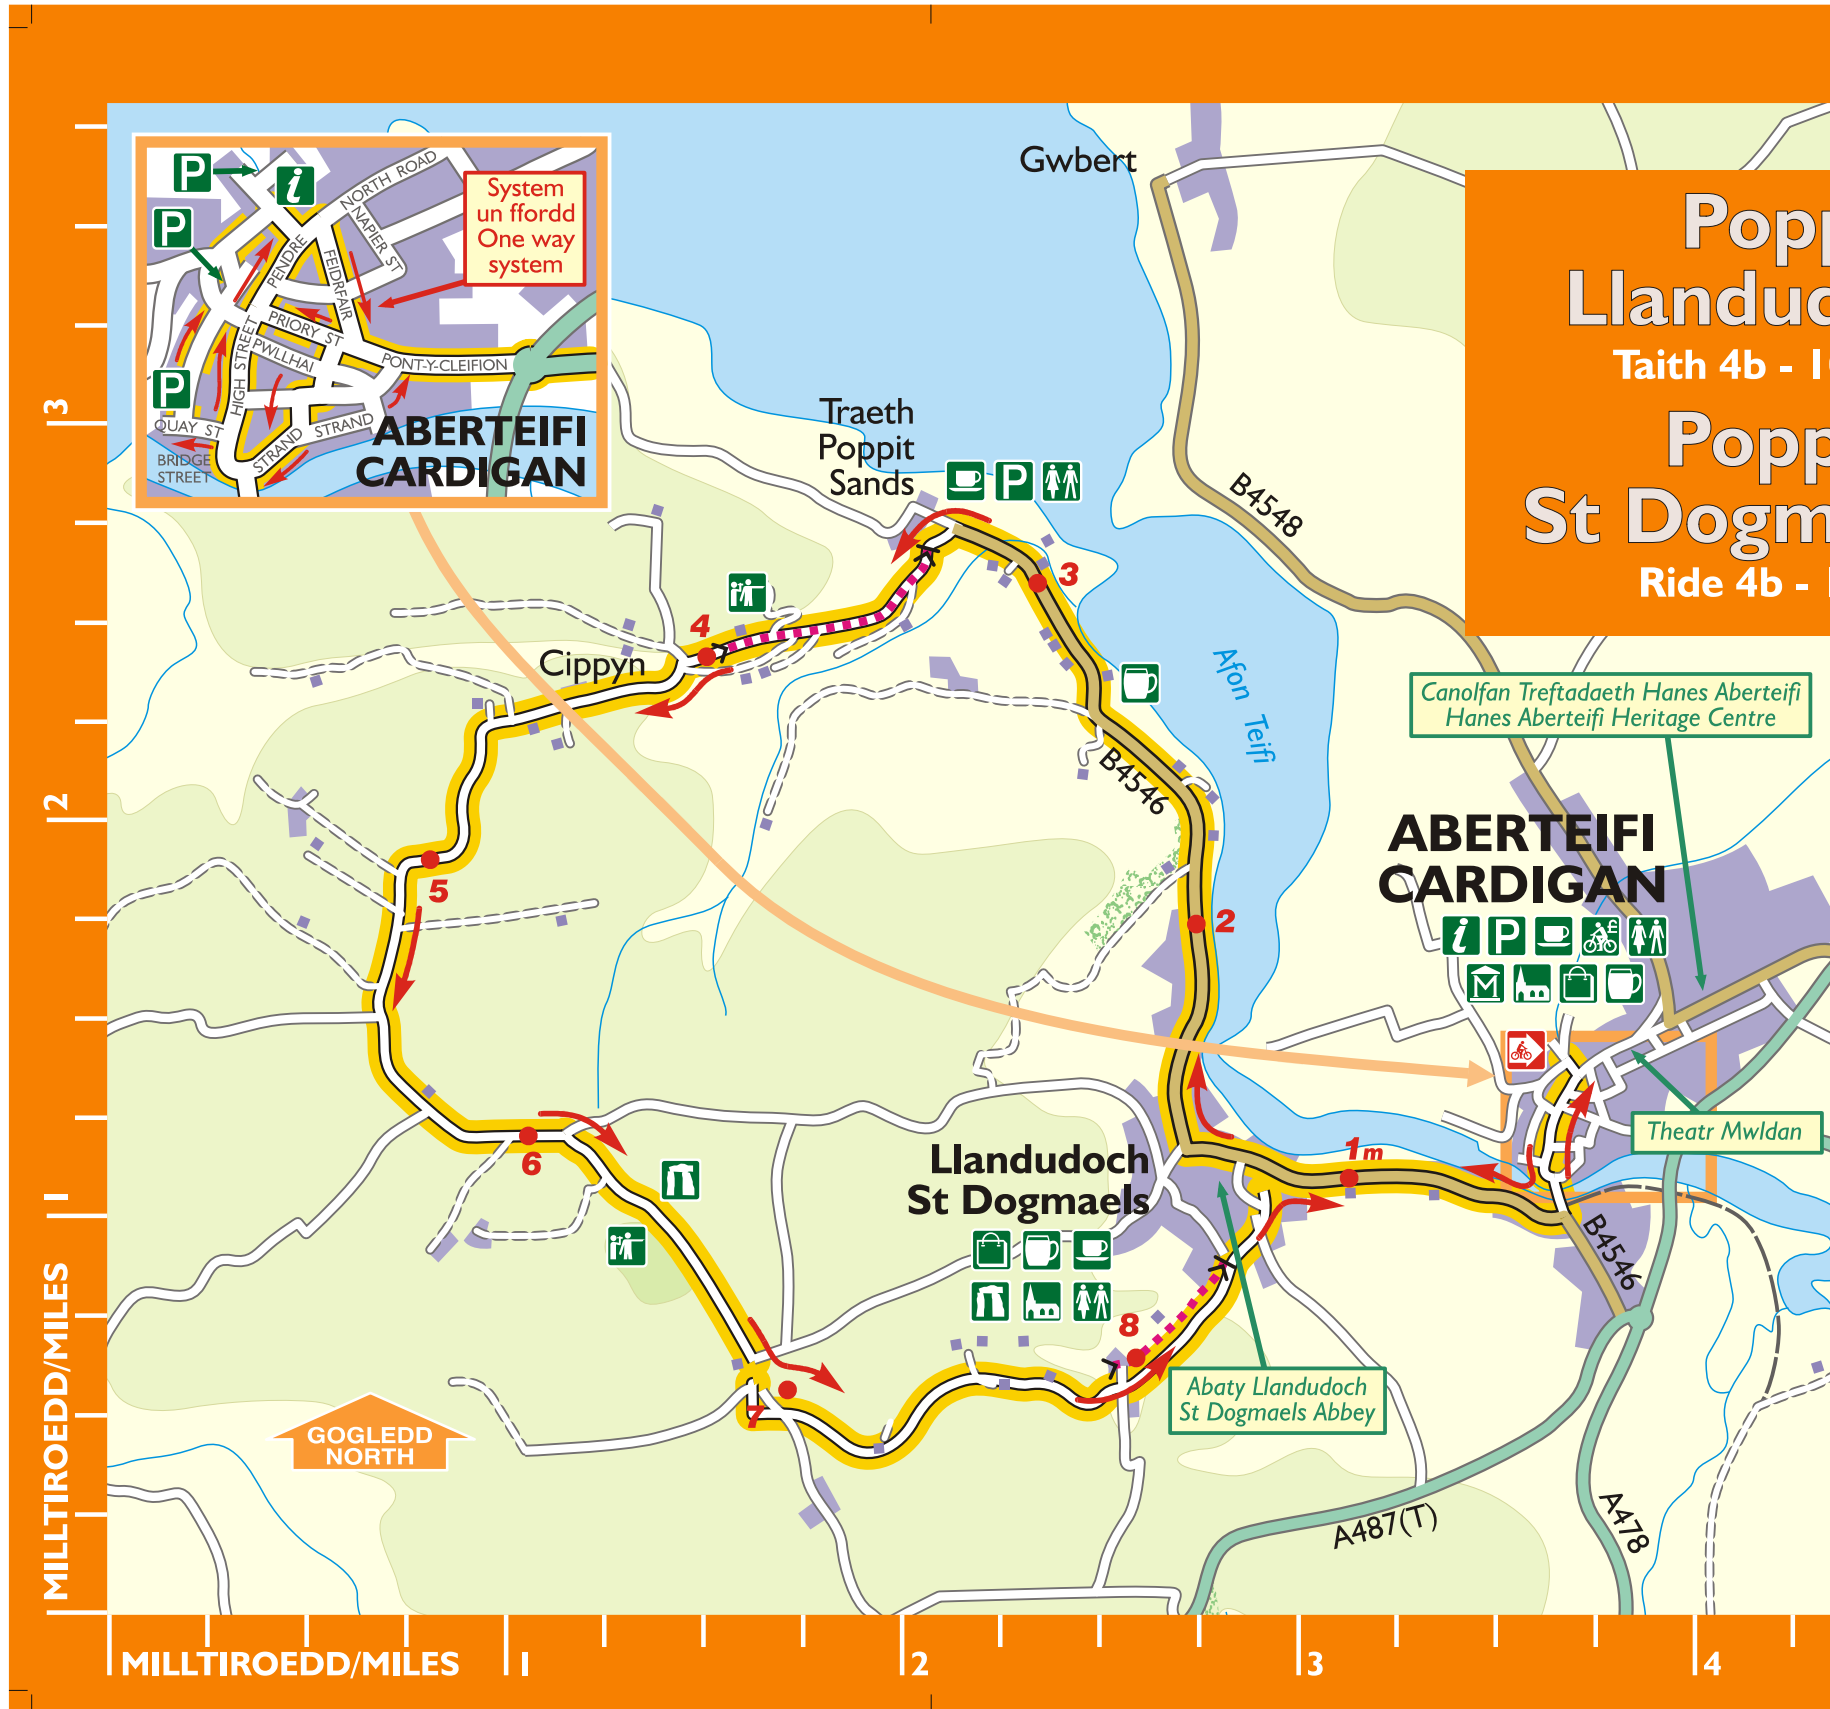 Gwbert
Traeth
Poppit
Sands
Cippyn
B4548
B4546
Afon Teifi
Popp
Llanduc
Taith 4b - 1
Popp
St Dogm
Ride 4b -
Canolfan Treftadaeth Hanes Aberteifi
Hanes Aberteifi Heritage Centre
ABERTEIFI
CARDIGAN
i P £
M
Theatr Mwldan
Llandudoch
St Dogmaels
Abaty Llandudoch
St Dogmaels Abbey
B4546
A487(T)
A478
1m
2
3
4
5
6
7
8
P
P
P
i
P
System
un ffordd
One way
system
NORTH ROAD
NAPIER ST
PENDRE
FEIDRFAIR
PRIORY ST
PWLLHAI
HIGH STREET
PONT-Y-CLEIFION
QUAY ST
STRAND
STRAND
BRIDGE
STREET
ABERTEIFI
CARDIGAN
GOGLEDD
NORTH
3
2
1
MILLTIROEDD/MILES
MILLTIROEDD/MILES
1
2
3
4